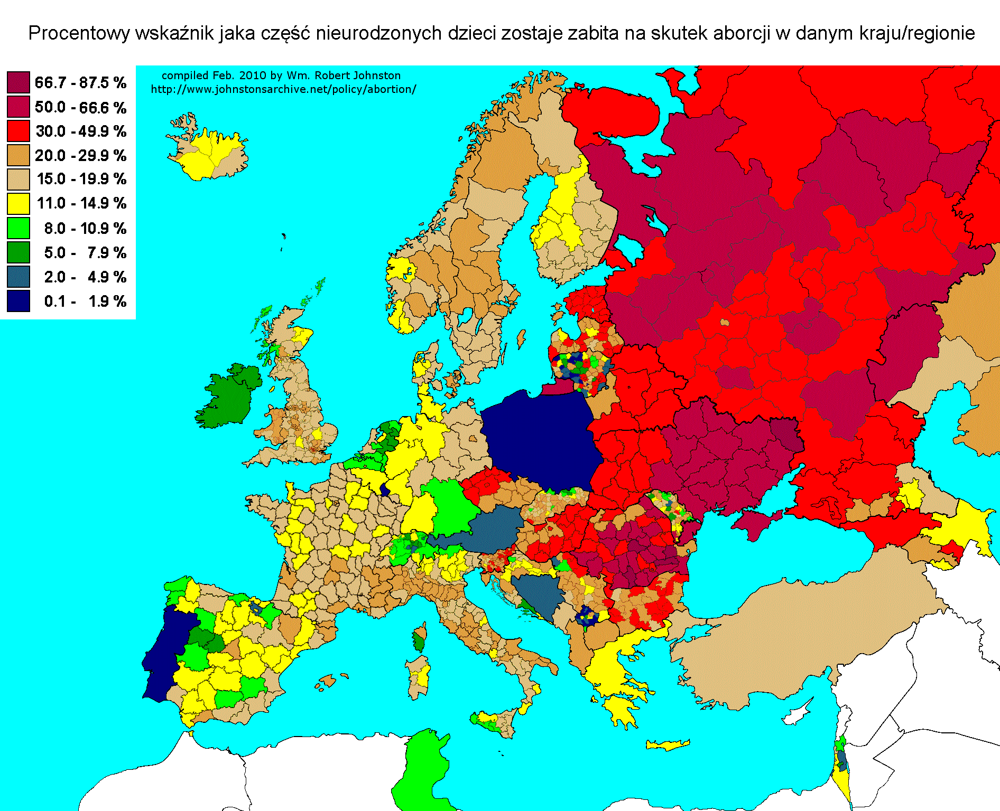 Procentowy wskaźnik jaka część nieurodzonych dzieci zostaje zabita na skutek aborcji w danym kraju/regionie
compiled Feb. 2010 by Wm. Robert Johnston
http://www.johnstonsarchive.net/policy/abortion/
66.7 - 87.5 %
50.0 - 66.6 %
30.0 - 49.9 %
20.0 - 29.9 %
15.0 - 19.9 %
11.0 - 14.9 %
8.0 - 10.9 %
5.0 - 7.9 %
2.0 - 4.9 %
0.1 - 1.9 %